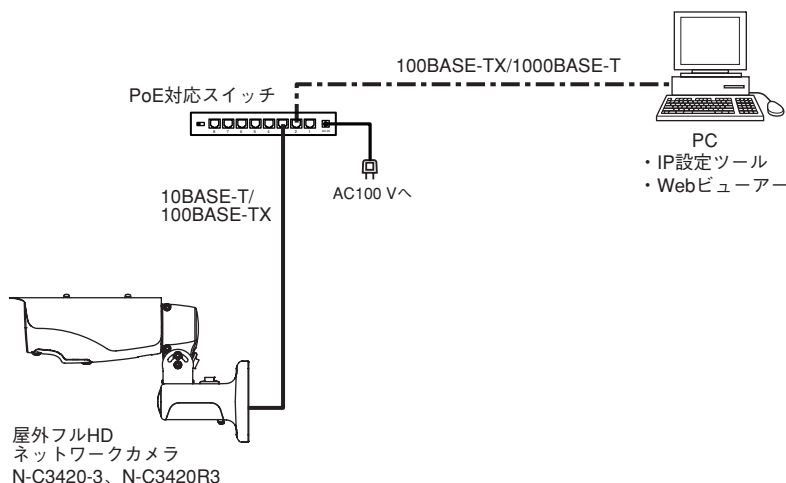 100BASE-TX/1000BASE-T
PoE対応スイッチ
PC
・IP設定ツール
・Webビューアー
AC100 Vへ
10BASE-T/
100BASE-TX
屋外フルHD
ネットワークカメラ
N-C3420-3、N-C3420R3